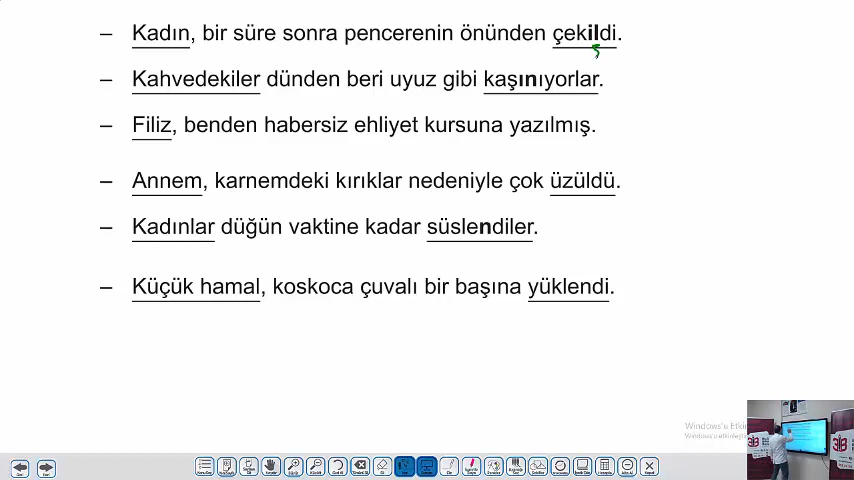 – Kadın, bir süre sonra pencerenin önünden çekildi.
– Kahvedekiler dünden beri uyuz gibi kaşınıyorlar.
– Filiz, benden habersiz ehliyet kursuna yazılmış.
– Annem, karnemdeki kırıklar nedeniyle çok üzüldü.
– Kadınlar düğün vaktine kadar süslendiler.
– Küçük hamal, koskoca çuvalı bir başına yüklendi.
Windows'u Etkin
Windows'u etkinleştir